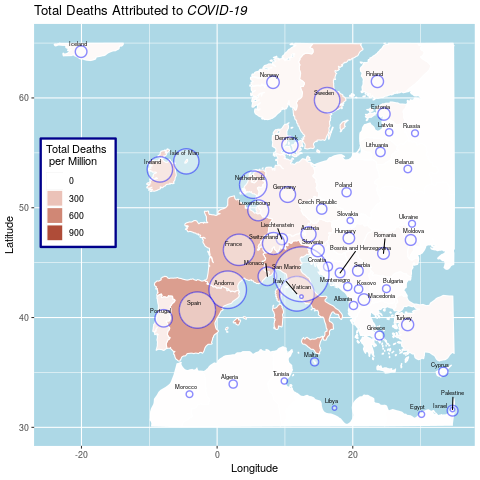 Total Deaths Attributed to COVID-19
Iceland
Norway
Finland
Sweden
Estonia
Latvia
Russia
Denmark
Lithuania
Isle of Man
Ireland
Belarus
Netherlands
Germany
Poland
Luxembourg
Czech Republic
Slovakia
Ukraine
Liechtenstein
Austria
Hungary
Romania
Moldova
Switzerland
Slovenia
France
Bosnia and Herzegovina
Monaco
San Marino
Croatia
Serbia
Andorra
Italy
Vatican
Montenegro
Kosovo
Bulgaria
Spain
Albania
Macedonia
Portugal
Turkey
Greece
Malta
Cyprus
Algeria
Tunisia
Morocco
Palestine
Libya
Egypt
Israel
Total Deaths
per Million
0
300
600
900
60
50
40
30
-20
0
20
Latitude
Longitude